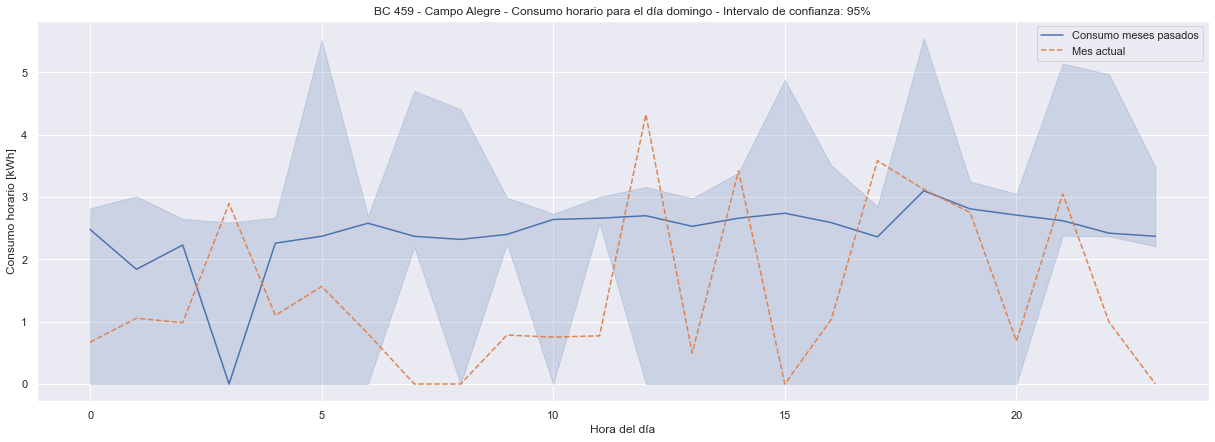 BC 459 - Campo Alegre - Consumo horario para el día domingo - Intervalo de confianza: 95%
Consumo meses pasados
Mes actual
Consumo horario [kWh]
5
4
3
2
1
0
0
5
10
15
20
Hora del día